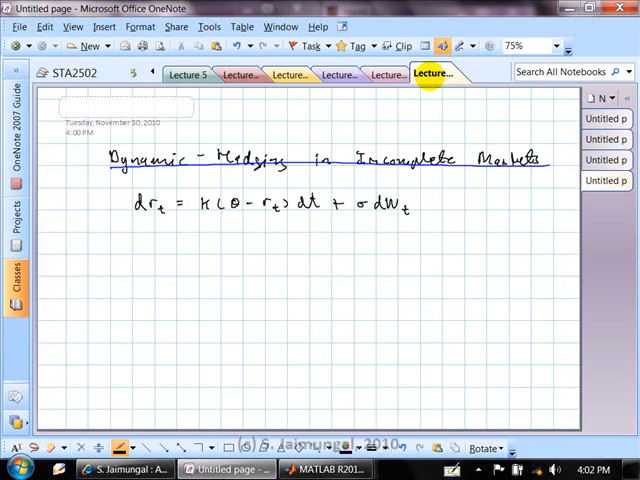 Untitled page - Microsoft Office OneNote
File Edit View Insert Format Share Tools Table Window Help
Back New Task Tag Clip 75%
STA2502 Lecture 5 Lecture... Lecture... Lecture... Lecture... Lecture... Search All Notebooks
N
Tuesday, November 30, 2010
4:00 PM
Dynamic - Hedging in Incomplete Markets
drₜ = κ(θ - rₜ) dt + σ dWₜ
Untitled p
Untitled p
Untitled p
Untitled p
OneNote 2007 Guide
Projects
Classes
(c) S. Jaimungal, 2010
Rotate
S. Jaimungal : A... Untitled page - ... MATLAB R201... 4:02 PM